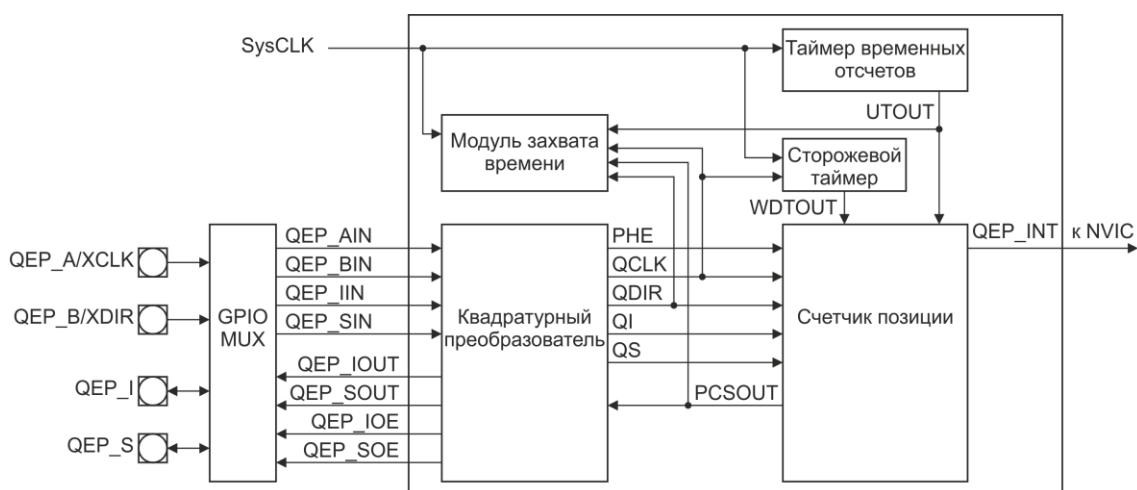 SysCLK
Таймер временных
отсчетов
UTOUT
Модуль захвата
времени
Сторожевой
таймер
WDTOUT
QEP_A/XCLK
QEP_B/XDIR
QEP_I
QEP_S
GPIO
MUX
QEP_AIN
QEP_BIN
QEP_IIN
QEP_SIN
QEP_IOUT
QEP_SOUT
QEP_IOE
QEP_SOE
Квадратурный
преобразователь
PHE
QCLK
QDIR
QI
QS
PCSOUT
Счетчик позиции
QEP_INT к NVIC